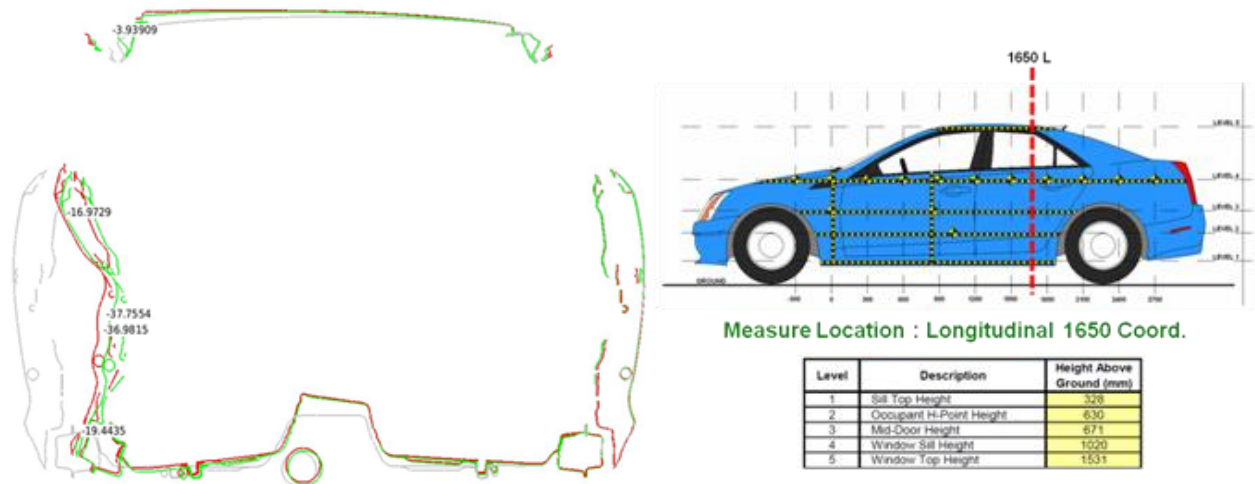 -3.93909
-16.9729
-37.7554
-36.9815
-19.4435
1650 L
LEVEL 5
LEVEL 4
LEVEL 3
LEVEL 2
LEVEL 1
GROUND
Measure Location : Longitudinal 1650 Coord.
Level Description Height Above Ground (mm)
1 Sill Top Height 328
2 Occupant H-Point Height 630
3 Mid-Door Height 671
4 Window Sill Height 1020
5 Window Top Height 1531